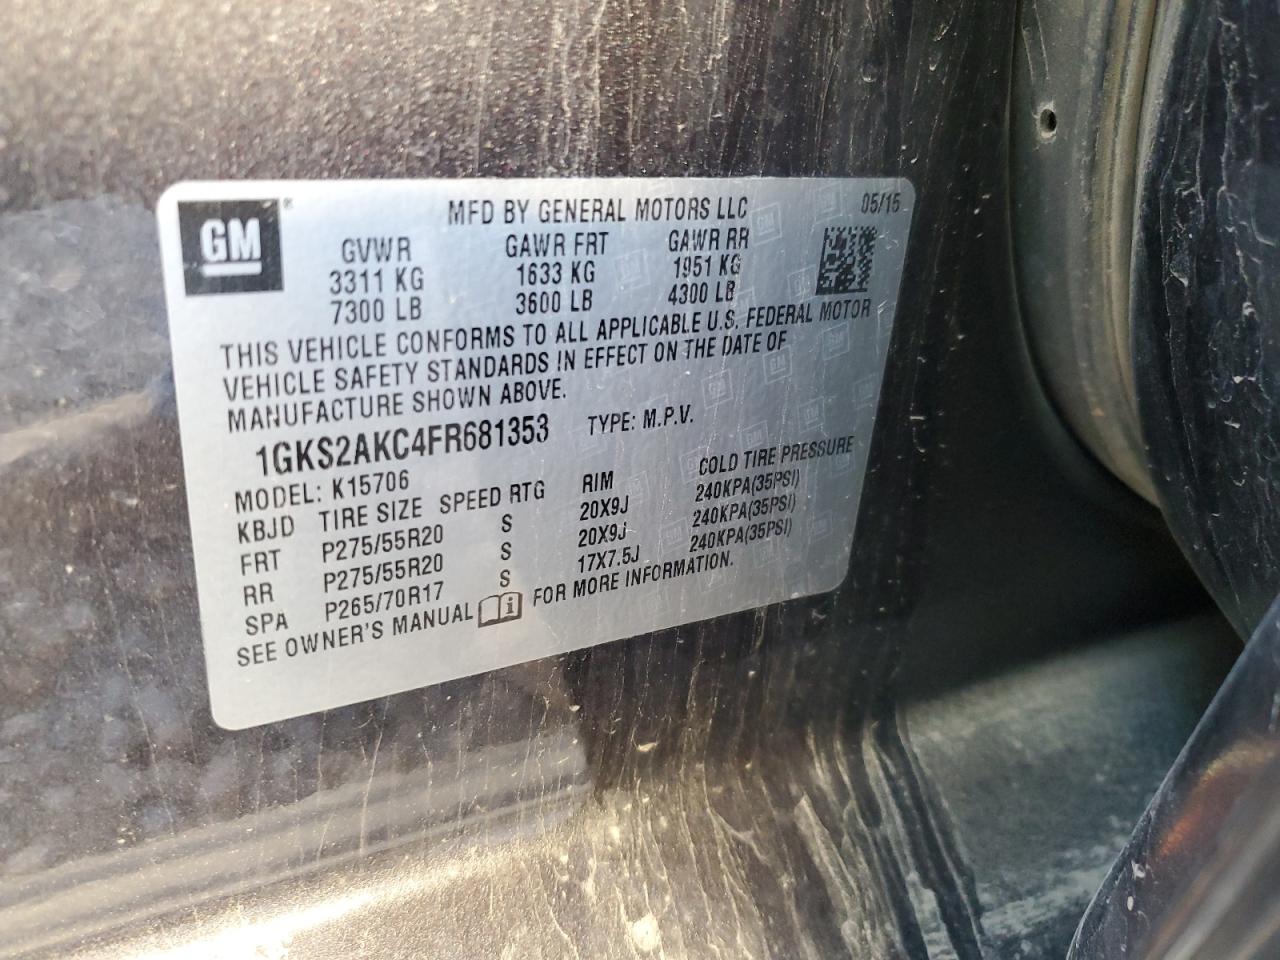 GM ®
MFD BY GENERAL MOTORS LLC 05/15
GVWR GAWR FRT GAWR RR
3311 KG 1633 KG 1951 KG
7300 LB 3600 LB 4300 LB
THIS VEHICLE CONFORMS TO ALL APPLICABLE U.S. FEDERAL MOTOR
VEHICLE SAFETY STANDARDS IN EFFECT ON THE DATE OF
MANUFACTURE SHOWN ABOVE.
1GKS2AKC4FR681353 TYPE: M.P.V.
MODEL: K15706
KBJD TIRE SIZE SPEED RTG RIM COLD TIRE PRESSURE
FRT P275/55R20 S 20X9J 240KPA(35PSI)
RR P275/55R20 S 20X9J 240KPA(35PSI)
SPA P265/70R17 S 17X7.5J 240KPA(35PSI)
SEE OWNER'S MANUAL i FOR MORE INFORMATION.